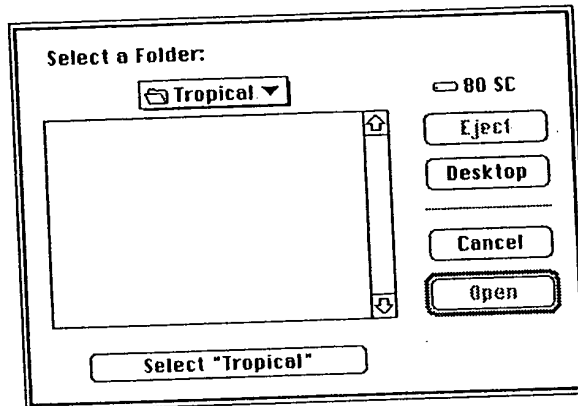 Select a Folder:
Tropical
80 SC
Eject
Desktop
Cancel
Open
Select "Tropical"